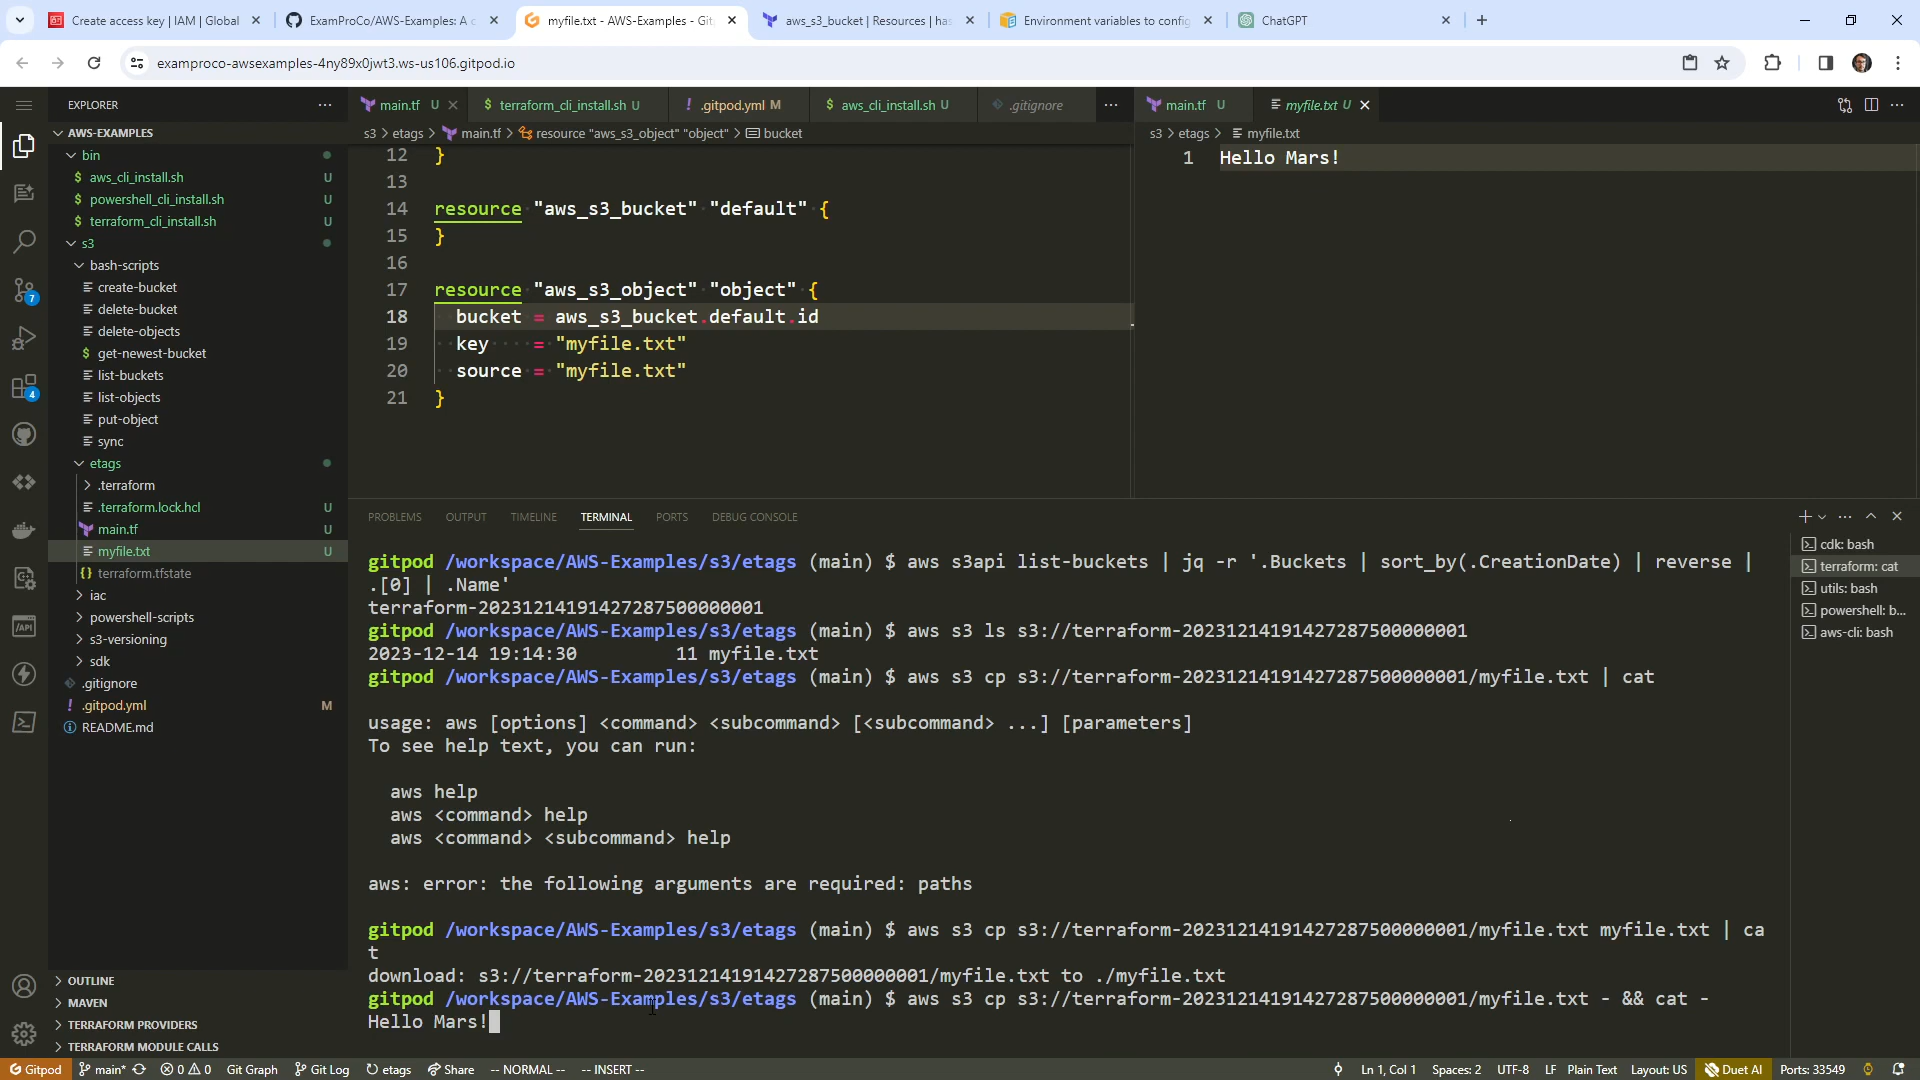 Create access key | IAM | Global
ExamProCo/AWS-Examples: A c
myfile.txt - AWS-Examples - Git
aws_s3_bucket | Resources | has
Environment variables to config
ChatGPT
examproco-awsexamples-4ny89x0jwt3.ws-us106.gitpod.io
EXPLORER
AWS-EXAMPLES
bin
$ aws_cli_install.sh U
$ powershell_cli_install.sh U
$ terraform_cli_install.sh U
s3
bash-scripts
create-bucket
delete-bucket
delete-objects
$ get-newest-bucket
list-buckets
list-objects
put-object
sync
etags
.terraform
.terraform.lock.hcl U
main.tf U
myfile.txt U
{} terraform.tfstate
iac
powershell-scripts
s3-versioning
sdk
.gitignore
! .gitpod.yml M
README.md
OUTLINE
MAVEN
TERRAFORM PROVIDERS
TERRAFORM MODULE CALLS
7
4
main.tf U
$ terraform_cli_install.sh U
! .gitpod.yml M
$ aws_cli_install.sh U
.gitignore
s3 > etags > main.tf > resource "aws_s3_object" "object" > bucket
12 }
13
14 resource "aws_s3_bucket" "default" {
15 }
16
17 resource "aws_s3_object" "object" {
18 bucket = aws_s3_bucket.default.id
19 key = "myfile.txt"
20 source = "myfile.txt"
21 }
main.tf U
myfile.txt U
s3 > etags > myfile.txt
1 Hello Mars!
PROBLEMS OUTPUT TIMELINE TERMINAL PORTS DEBUG CONSOLE
gitpod /workspace/AWS-Examples/s3/etags (main) $ aws s3api list-buckets | jq -r '.Buckets | sort_by(.CreationDate) | reverse |
.[0] | .Name'
terraform-20231214191427287500000001
gitpod /workspace/AWS-Examples/s3/etags (main) $ aws s3 ls s3://terraform-20231214191427287500000001
2023-12-14 19:14:30 11 myfile.txt
gitpod /workspace/AWS-Examples/s3/etags (main) $ aws s3 cp s3://terraform-20231214191427287500000001/myfile.txt | cat
usage: aws [options] <command> <subcommand> [<subcommand> ...] [parameters]
To see help text, you can run:
aws help
aws <command> help
aws <command> <subcommand> help
aws: error: the following arguments are required: paths
gitpod /workspace/AWS-Examples/s3/etags (main) $ aws s3 cp s3://terraform-20231214191427287500000001/myfile.txt myfile.txt | ca
t
download: s3://terraform-20231214191427287500000001/myfile.txt to ./myfile.txt
gitpod /workspace/AWS-Examples/s3/etags (main) $ aws s3 cp s3://terraform-20231214191427287500000001/myfile.txt - && cat -
Hello Mars!
cdk: bash
terraform: cat
utils: bash
powershell: b...
aws-cli: bash
Gitpod main* 0 0 Git Graph Git Log etags Share -- NORMAL -- -- INSERT -- Ln 1, Col 1 Spaces: 2 UTF-8 LF Plain Text Layout: US Duet AI Ports: 33549